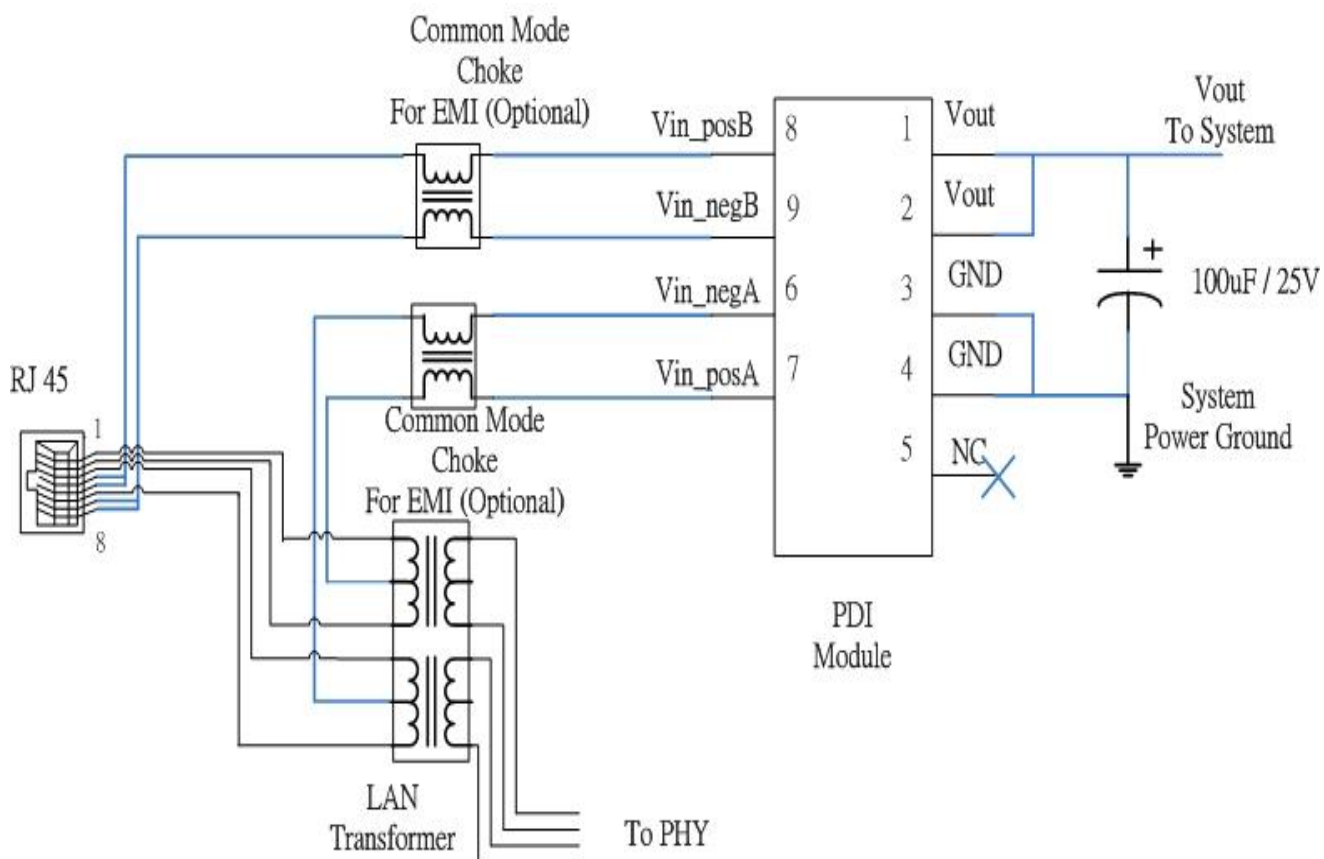 Common Mode
Choke
For EMI (Optional)
Vin_posB
8
1
Vout
Vout
To System
Vin_negB
9
2
Vout
Vin_negA
6
3
GND
100uF / 25V
Vin_posA
7
4
GND
RJ 45
1
8
Common Mode
Choke
For EMI (Optional)
5
NC
System
Power Ground
PDI
Module
LAN
Transformer
To PHY